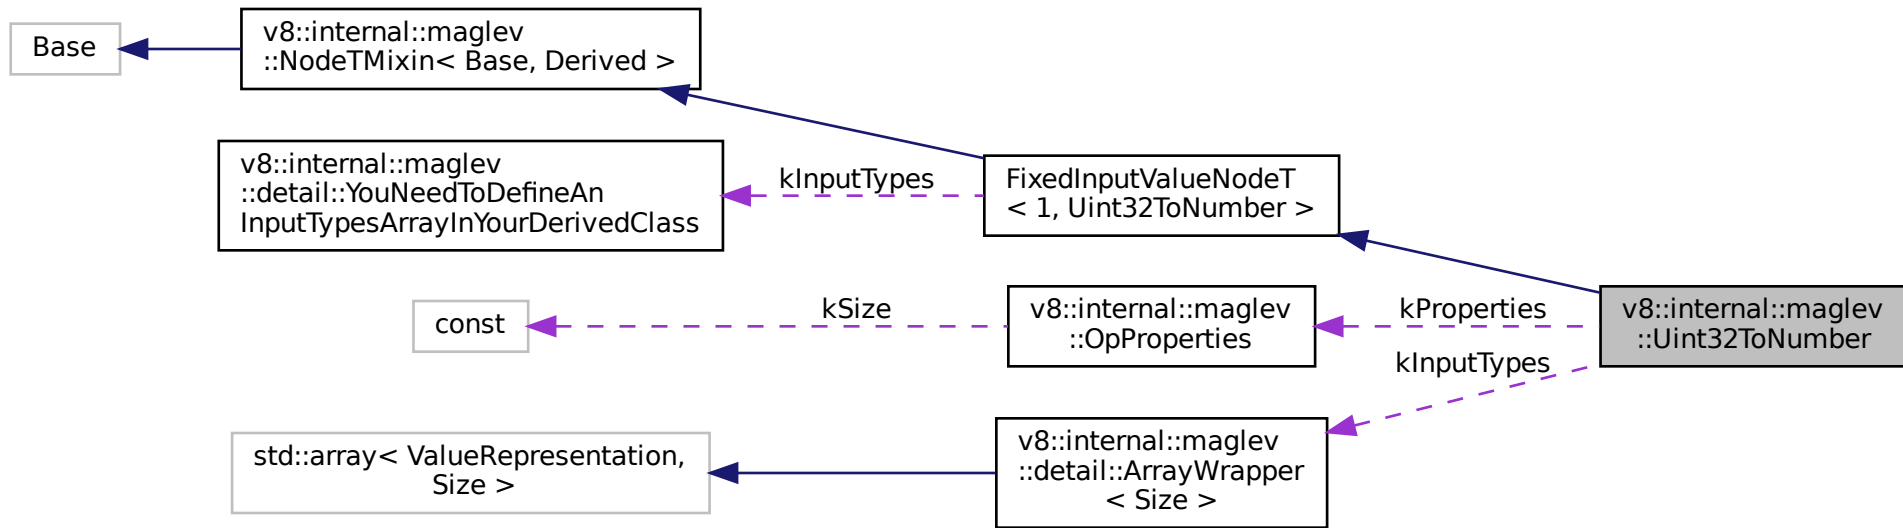 Base
v8::internal::maglev
::NodeTMixin< Base, Derived >
v8::internal::maglev
::detail::YouNeedToDefineAn
InputTypesArrayInYourDerivedClass
kInputTypes
FixedInputValueNodeT
< 1, Uint32ToNumber >
const
kSize
v8::internal::maglev
::OpProperties
kProperties
v8::internal::maglev
::Uint32ToNumber
kInputTypes
std::array< ValueRepresentation,
Size >
v8::internal::maglev
::detail::ArrayWrapper
< Size >